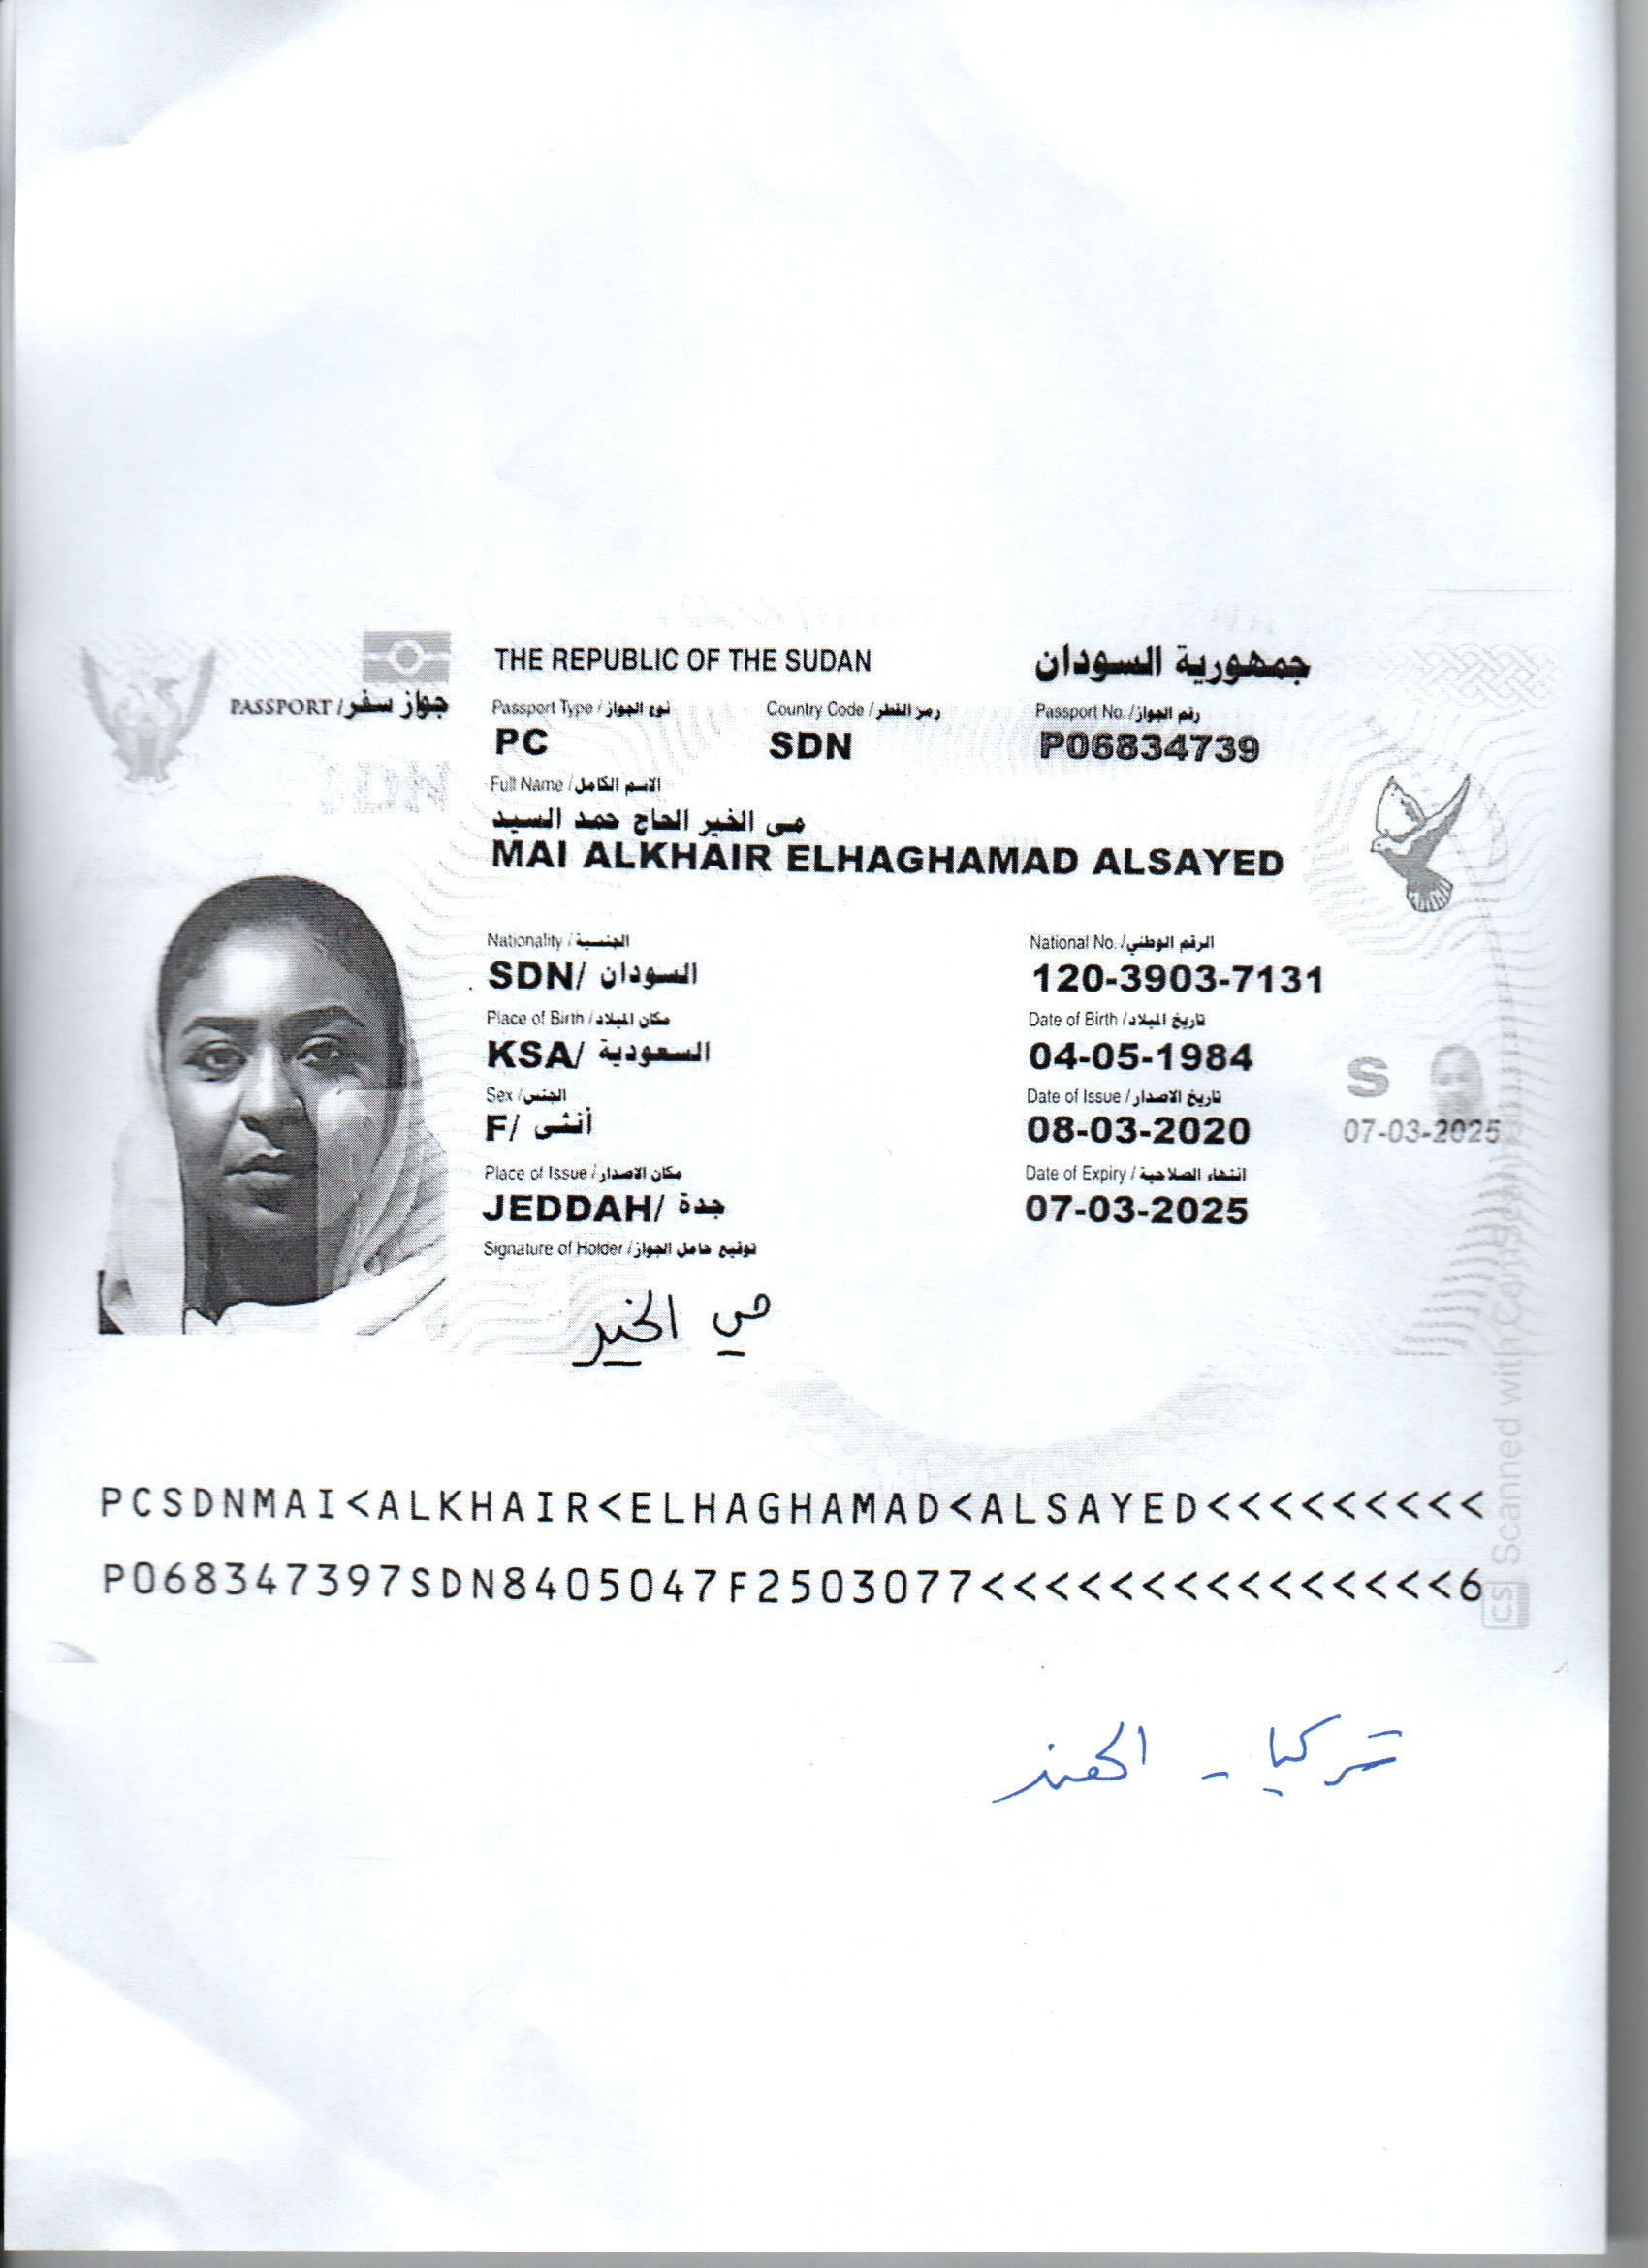 THE REPUBLIC OF THE SUDAN جمهورية السودان
PASSPORT / جواز سفر
Passport Type / نوع الجواز Country Code / رمز القطر Passport No. / رقم الجواز
PC SDN P06834739
Full Name / الاسم الكامل
مى الخير الحاج حمد السيد
MAI ALKHAIR ELHAGHAMAD ALSAYED
Nationality / الجنسية National No. / الرقم الوطني
SDN/ السودان 120-3903-7131
Place of Birth / مكان الميلاد Date of Birth / تاريخ الميلاد
KSA/ السعودية 04-05-1984
Sex / الجنس Date of Issue / تاريخ الاصدار
F/ أنثى 08-03-2020
S
07-03-2025
Place of Issue / مكان الاصدار Date of Expiry / انتهاء الصلاحية
JEDDAH/ جدة 07-03-2025
Signature of Holder / توقيع حامل الجواز
مي الخير
PCSDNMAI<ALKHAIR<ELHAGHAMAD<ALSAYED<<<<<<<<<
P068347397SDN8405047F2503077<<<<<<<<<<<<<<<6
CS Scanned with CamScanner
تركيا - الهند